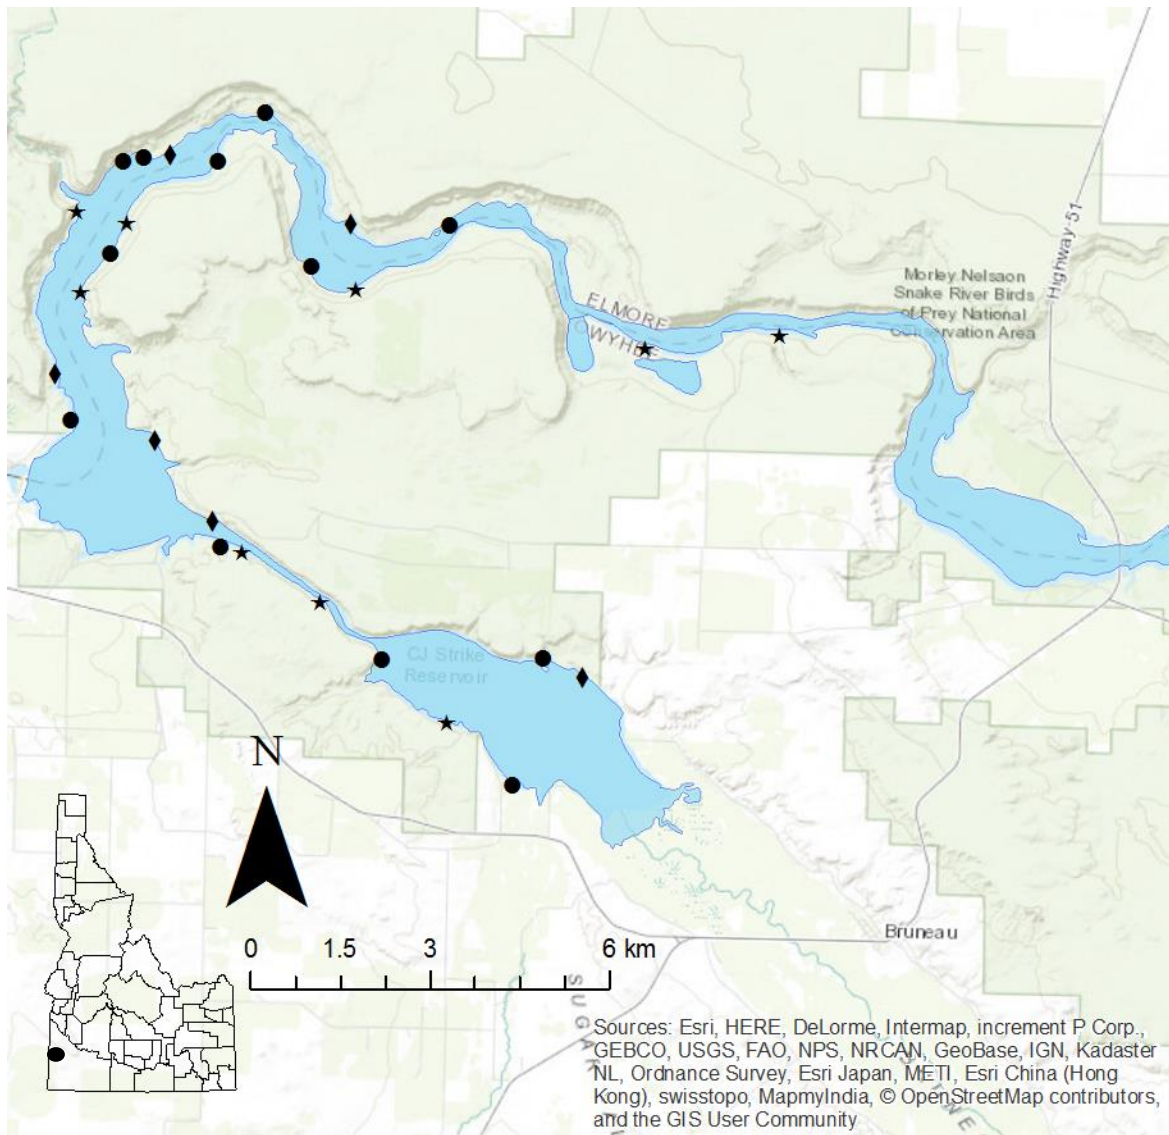 Highway 51
Morley Nelsaon
Snake River Birds
of Prey National
Conservation Area
ELMORE
OWYHEE
CJ Strike
Reservoir
N
0 1.5 3 6 km
Bruneau
Sources: Esri, HERE, DeLorme, Intermap, increment P Corp.,
GEBCO, USGS, FAO, NPS, NRCAN, GeoBase, IGN, Kadaster
NL, Ordnance Survey, Esri Japan, METI, Esri China (Hong
Kong), swisstopo, MapmyIndia, © OpenStreetMap contributors,
and the GIS User Community